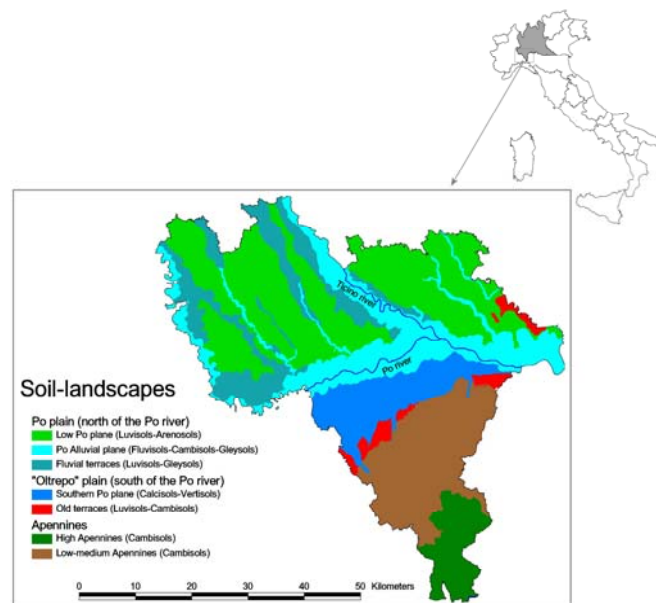 Ticino river
Po river
Soil-landscapes
Po plain (north of the Po river)
Low Po plane (Luvisols-Arenosols)
Po Alluvial plane (Fluvisols-Cambisols-Gleysols)
Fluvial terraces (Luvisols-Gleysols)
"Oltrepo" plain (south of the Po river)
Southern Po plane (Calcisols-Vertisols)
Old terraces (Luvisols-Cambisols)
Apennines
High Apennines (Cambisols)
Low-medium Apennines (Cambisols)
0 10 20 30 40 50 Kilometers